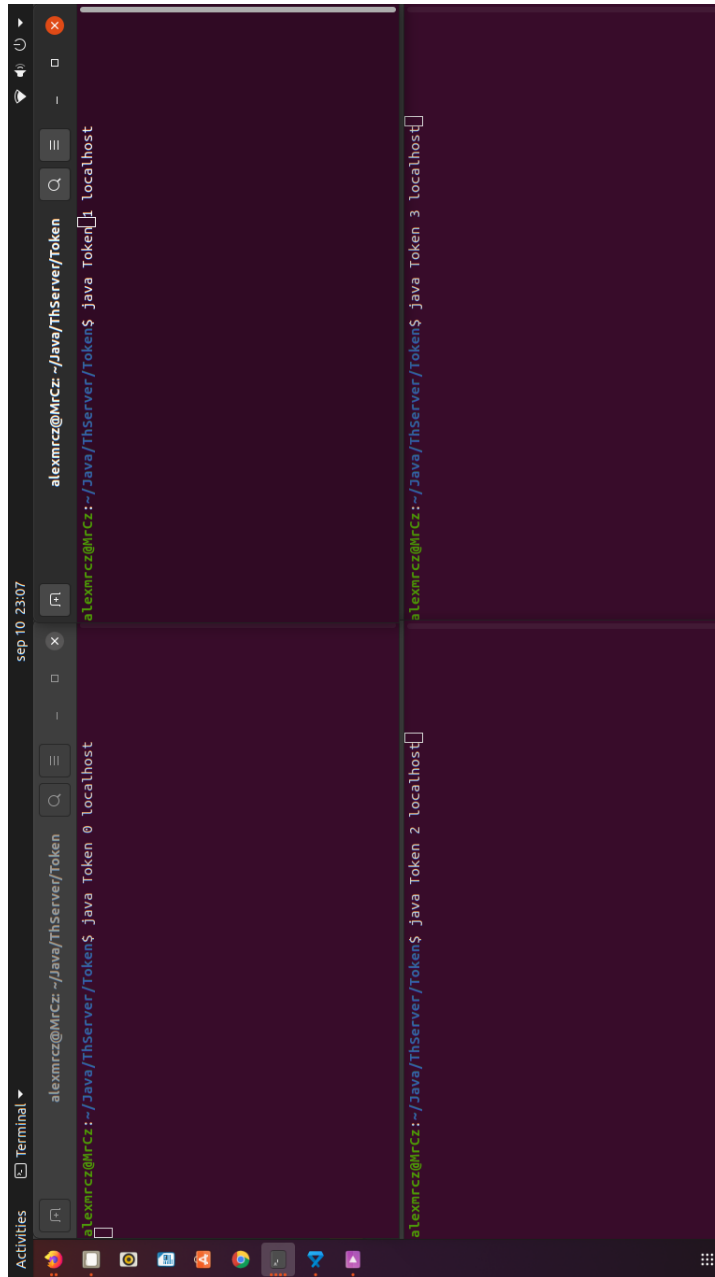 Activities
Terminal
sep 10 23:07
alexmrcz@MrCz: ~/Java/ThServer/Token
alexmrcz@MrCz: ~/Java/ThServer/Token
alexmrcz@MrCz:~/Java/ThServer/Token$ java Token 0 localhost
alexmrcz@MrCz:~/Java/ThServer/Token$ java Token 1 localhost
alexmrcz@MrCz:~/Java/ThServer/Token$ java Token 2 localhost
alexmrcz@MrCz:~/Java/ThServer/Token$ java Token 3 localhost